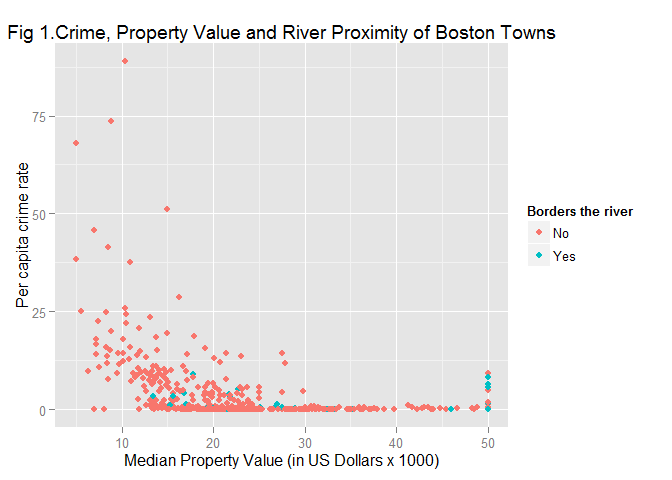 Fig 1.Crime, Property Value and River Proximity of Boston Towns
Per capita crime rate
75
50
25
0
10
20
30
40
50
Median Property Value (in US Dollars x 1000)
Borders the river
No
Yes